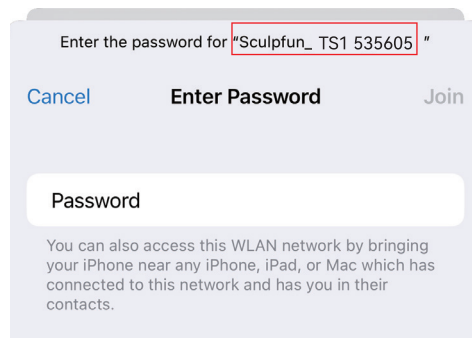 Enter the password for “Sculpfun_ TS1 535605 ”
Cancel Enter Password Join
Password
You can also access this WLAN network by bringing
your iPhone near any iPhone, iPad, or Mac which has
connected to this network and has you in their
contacts.